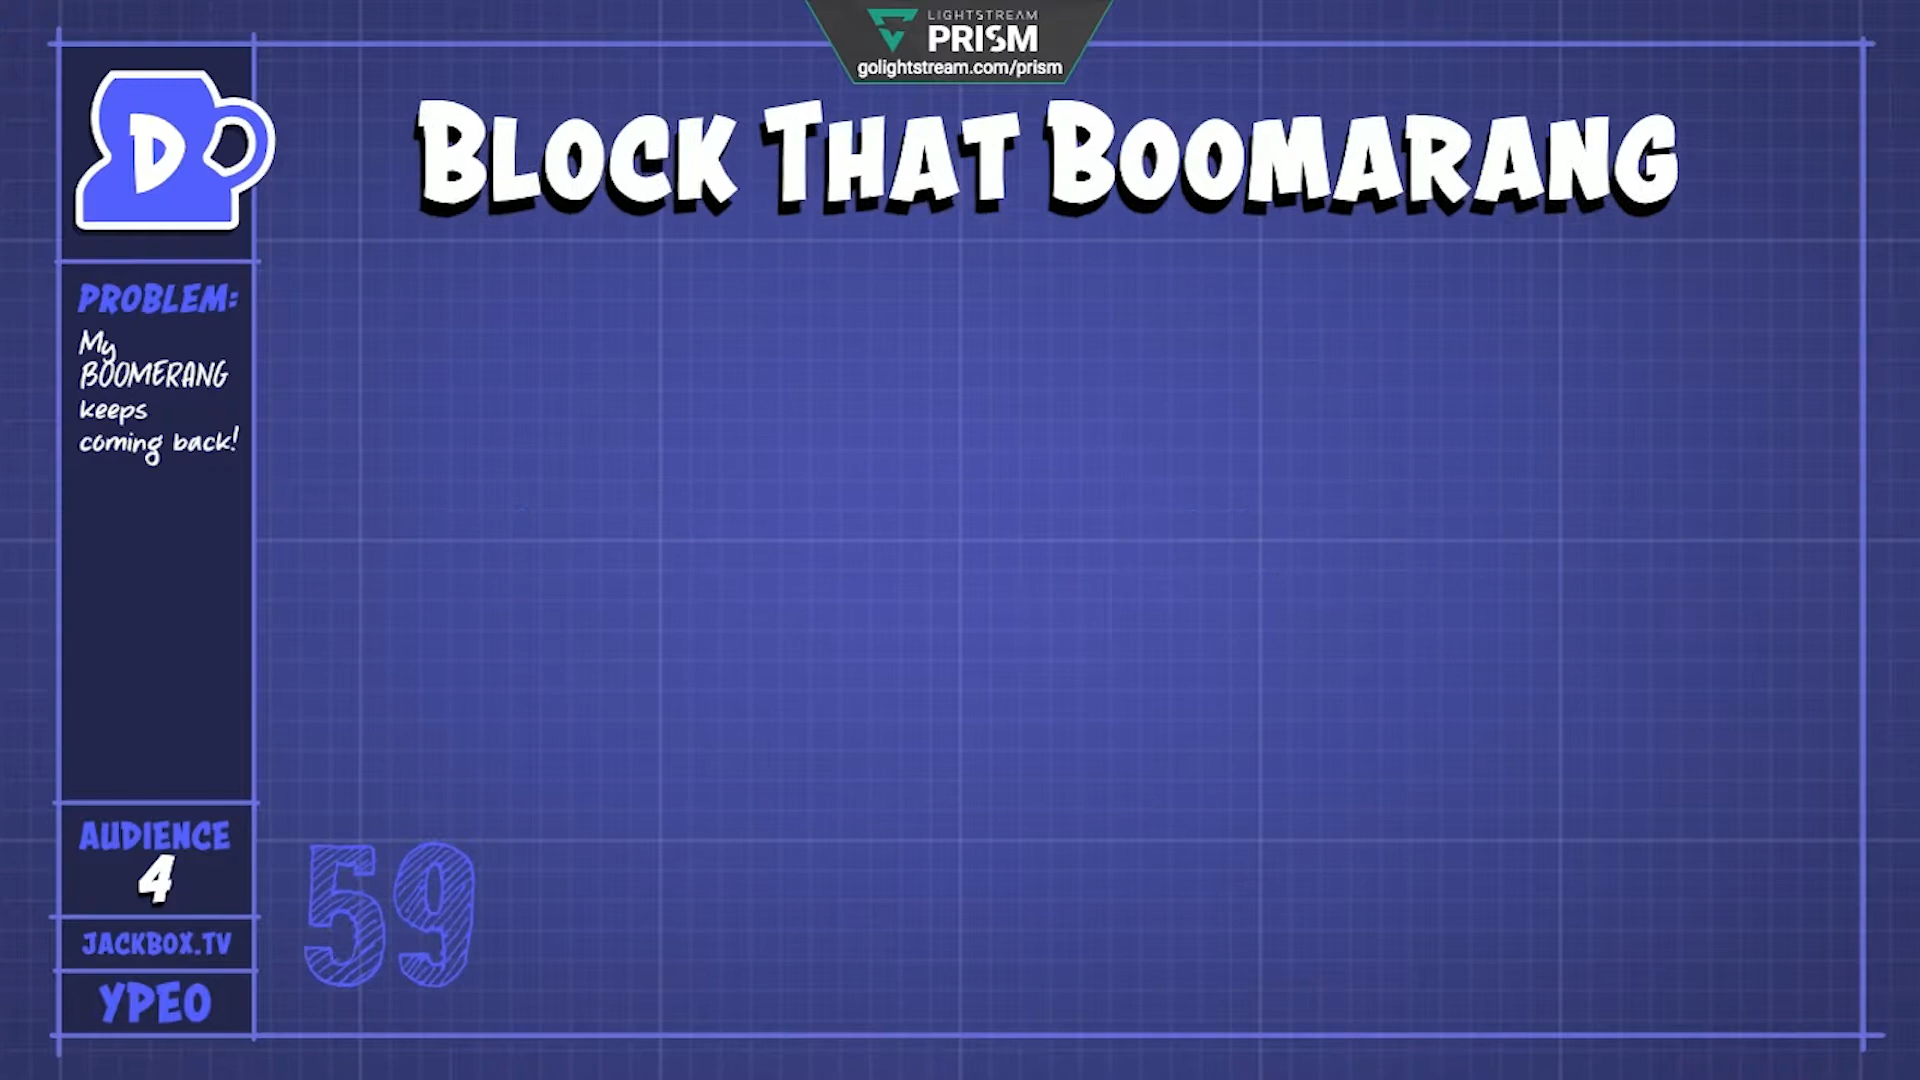 LIGHTSTREAM
PRISM
golightstream.com/prism
D
BLOCK THAT BOOMARANG
PROBLEM:
My
BOOMERANG
keeps
coming back!
AUDIENCE
4
JACKBOX.TV
YPEO
59